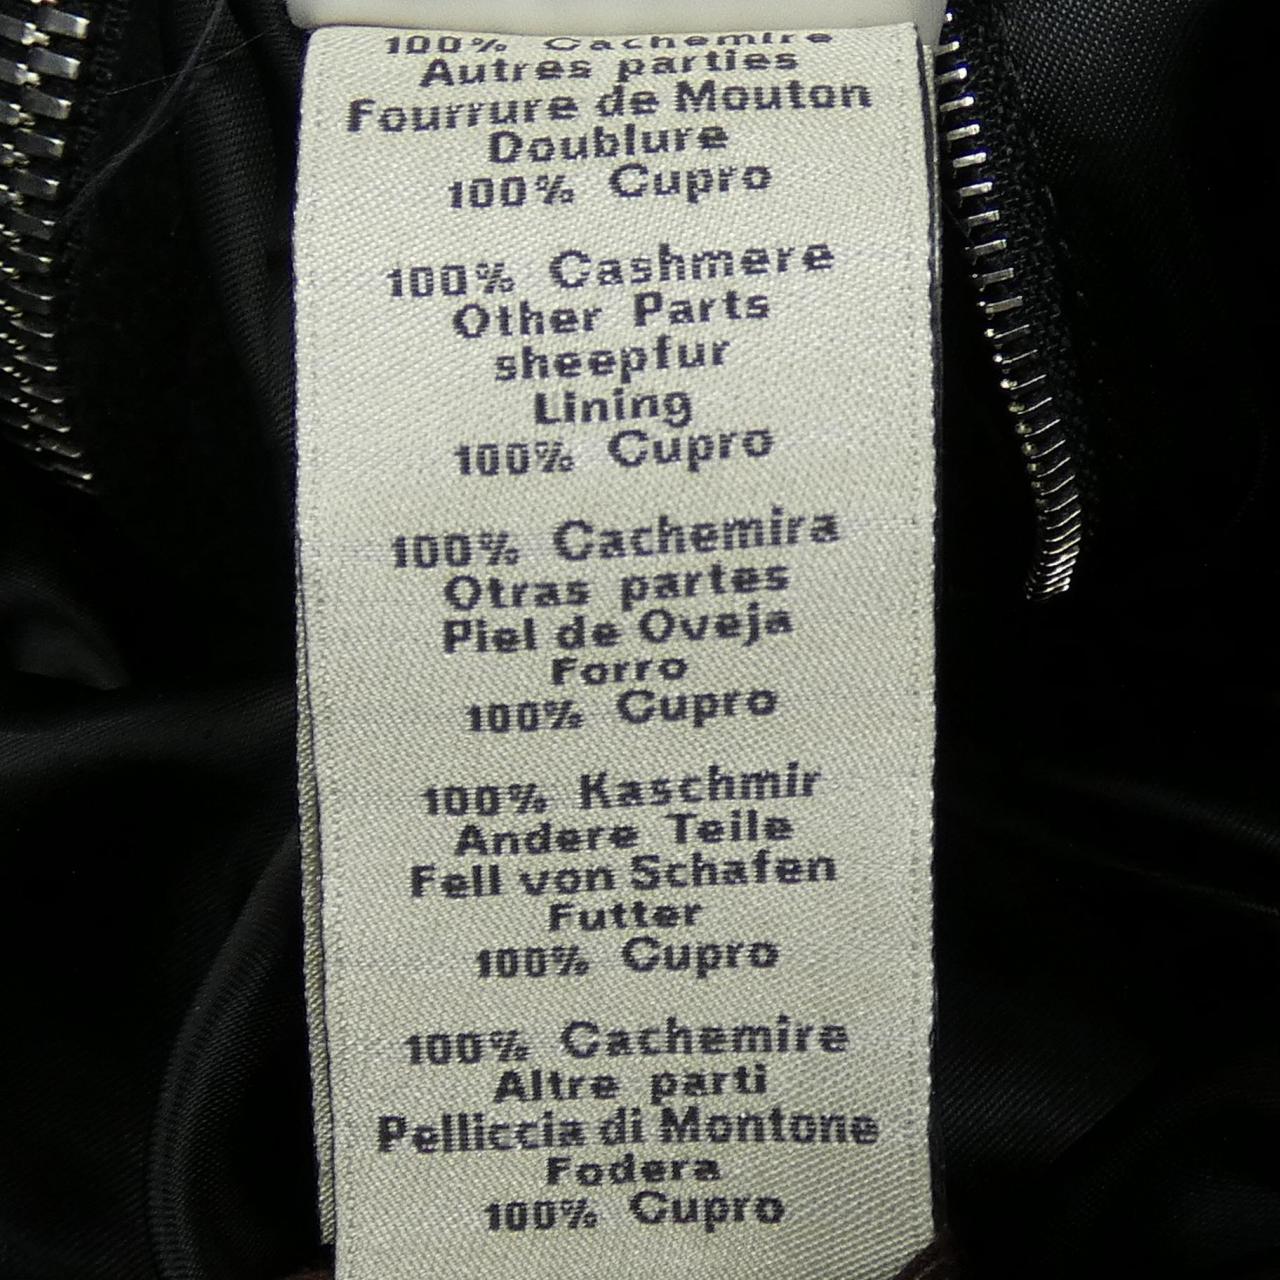 100% Cachemire
Autres parties
Fourrure de Mouton
Doublure
100% Cupro
100% Cashmere
Other Parts
sheepfur
Lining
100% Cupro
100% Cachemira
Otras partes
Piel de Oveja
Forro
100% Cupro
100% Kaschmir
Andere Teile
Fell von Schafen
Futter
100% Cupro
100% Cachemire
Altre parti
Pelliccia di Montone
Fodera
100% Cupro